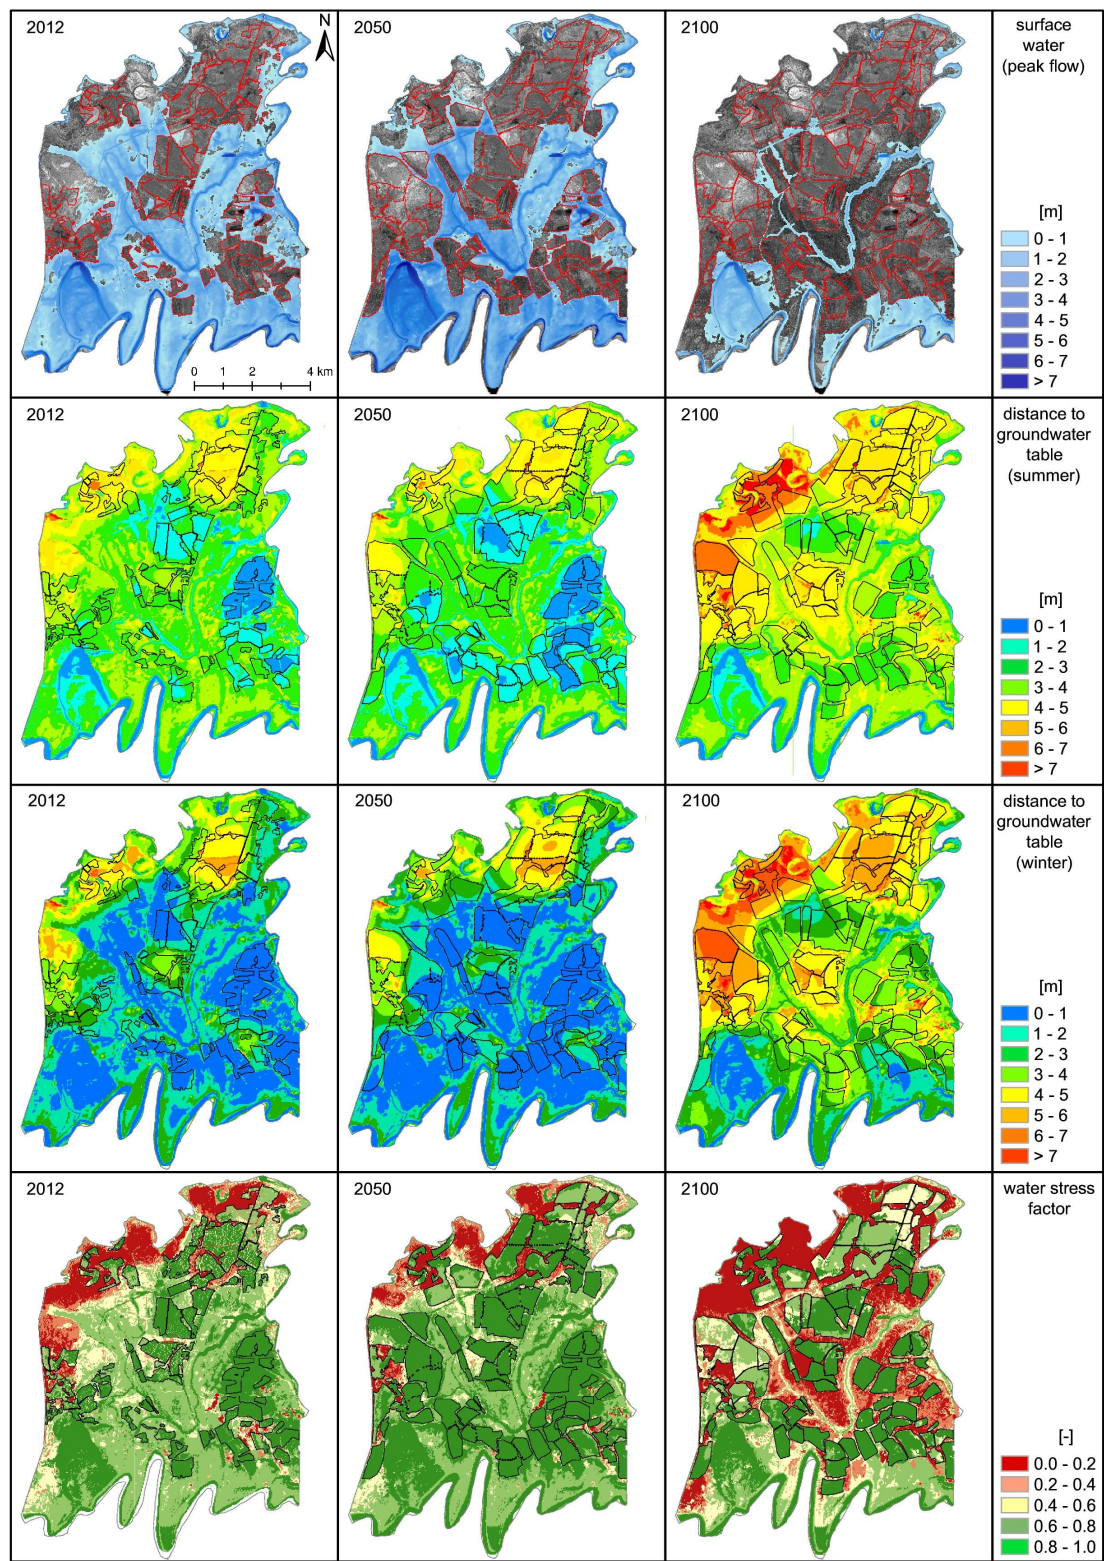 2012
N
0 1 2 4 km
2050
2100
surface
water
(peak flow)
[m]
0 - 1
1 - 2
2 - 3
3 - 4
4 - 5
5 - 6
6 - 7
> 7
2012
2050
2100
distance to
groundwater
table
(summer)
[m]
0 - 1
1 - 2
2 - 3
3 - 4
4 - 5
5 - 6
6 - 7
> 7
2012
2050
2100
distance to
groundwater
table
(winter)
[m]
0 - 1
1 - 2
2 - 3
3 - 4
4 - 5
5 - 6
6 - 7
> 7
2012
2050
2100
water stress
factor
[-]
0.0 - 0.2
0.2 - 0.4
0.4 - 0.6
0.6 - 0.8
0.8 - 1.0